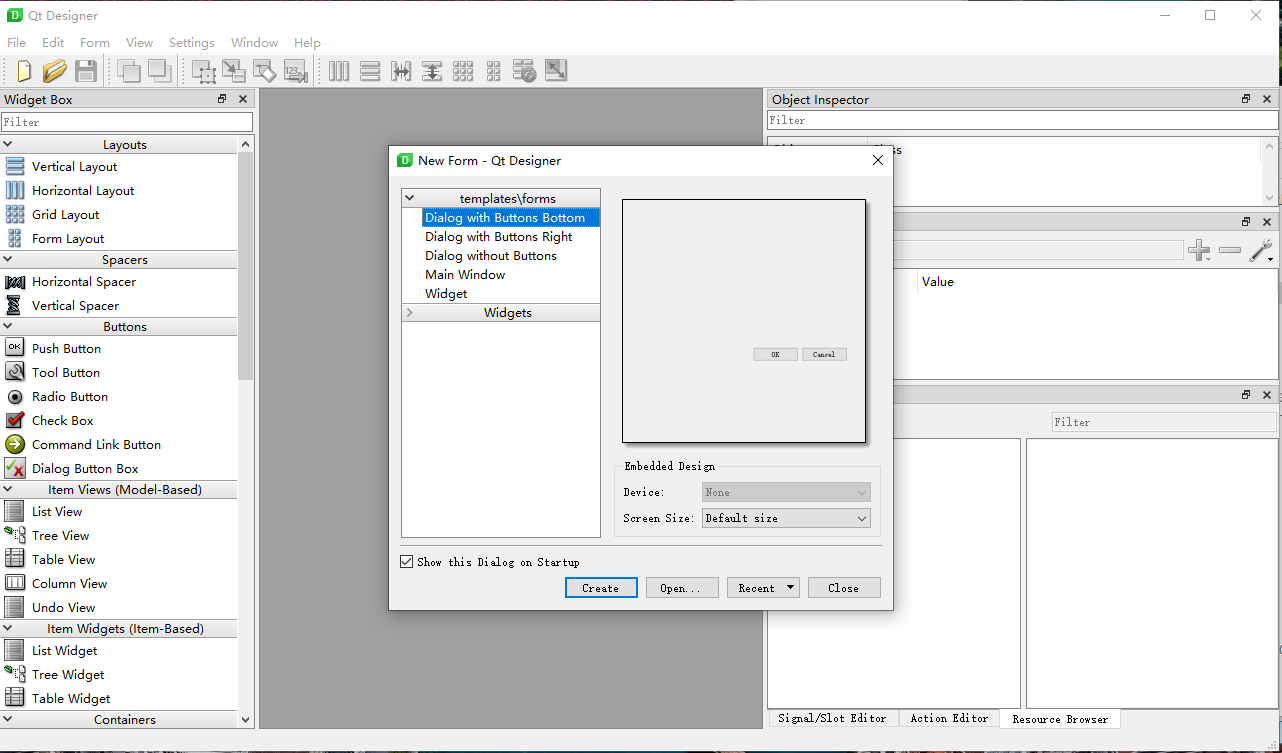 Qt Designer
File Edit Form View Settings Window Help
Widget Box
Filter
Layouts
Vertical Layout
Horizontal Layout
Grid Layout
Form Layout
Spacers
Horizontal Spacer
Vertical Spacer
Buttons
OK
Push Button
Tool Button
Radio Button
Check Box
Command Link Button
Dialog Button Box
Item Views (Model-Based)
List View
Tree View
Table View
Column View
Undo View
Item Widgets (Item-Based)
List Widget
Tree Widget
Table Widget
Containers
New Form - Qt Designer
templates\forms
Dialog with Buttons Bottom
Dialog with Buttons Right
Dialog without Buttons
Main Window
Widget
Widgets
OK Cancel
Embedded Design
Device: None
Screen Size: Default size
Show this Dialog on Startup
Create Open... Recent Close
Object Inspector
Filter
Value
Filter
Signal/Slot Editor Action Editor Resource Browser